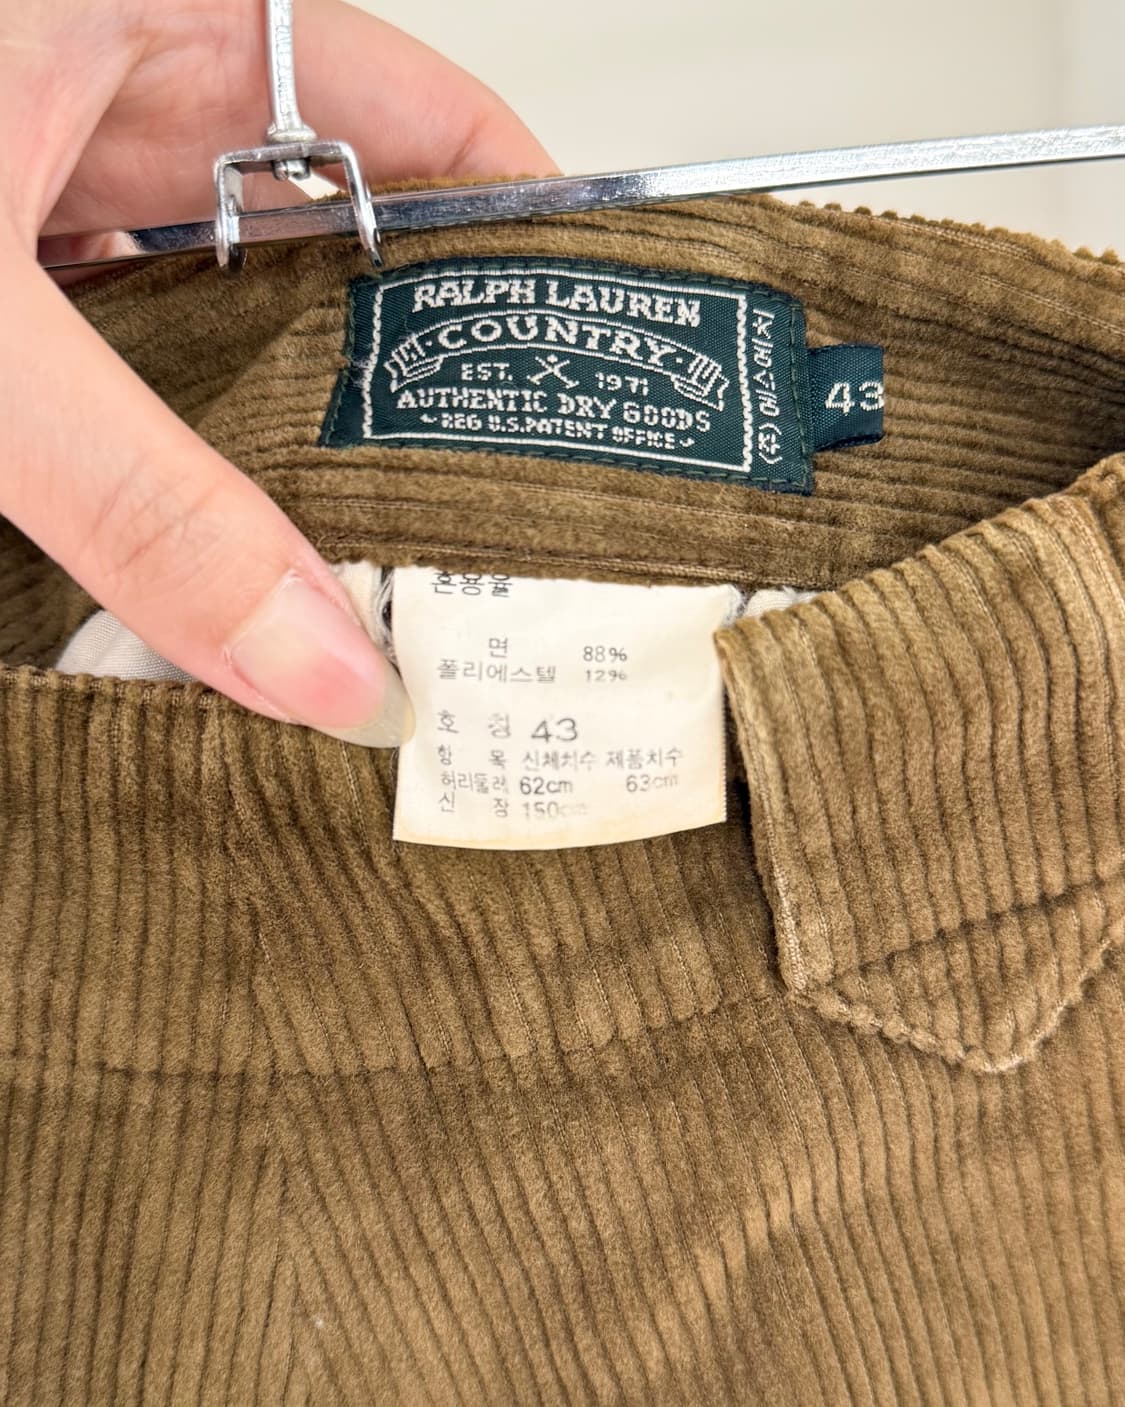 RALPH LAUREN
COUNTRY
EST. 1971
AUTHENTIC DRY GOODS
REG U.S.PATENT OFFICE
43
혼용율
면 88%
폴리에스텔 12%
호 칭 43
항 목 신체치수 제품치수
허리둘레 62cm 63cm
신 장 150cm